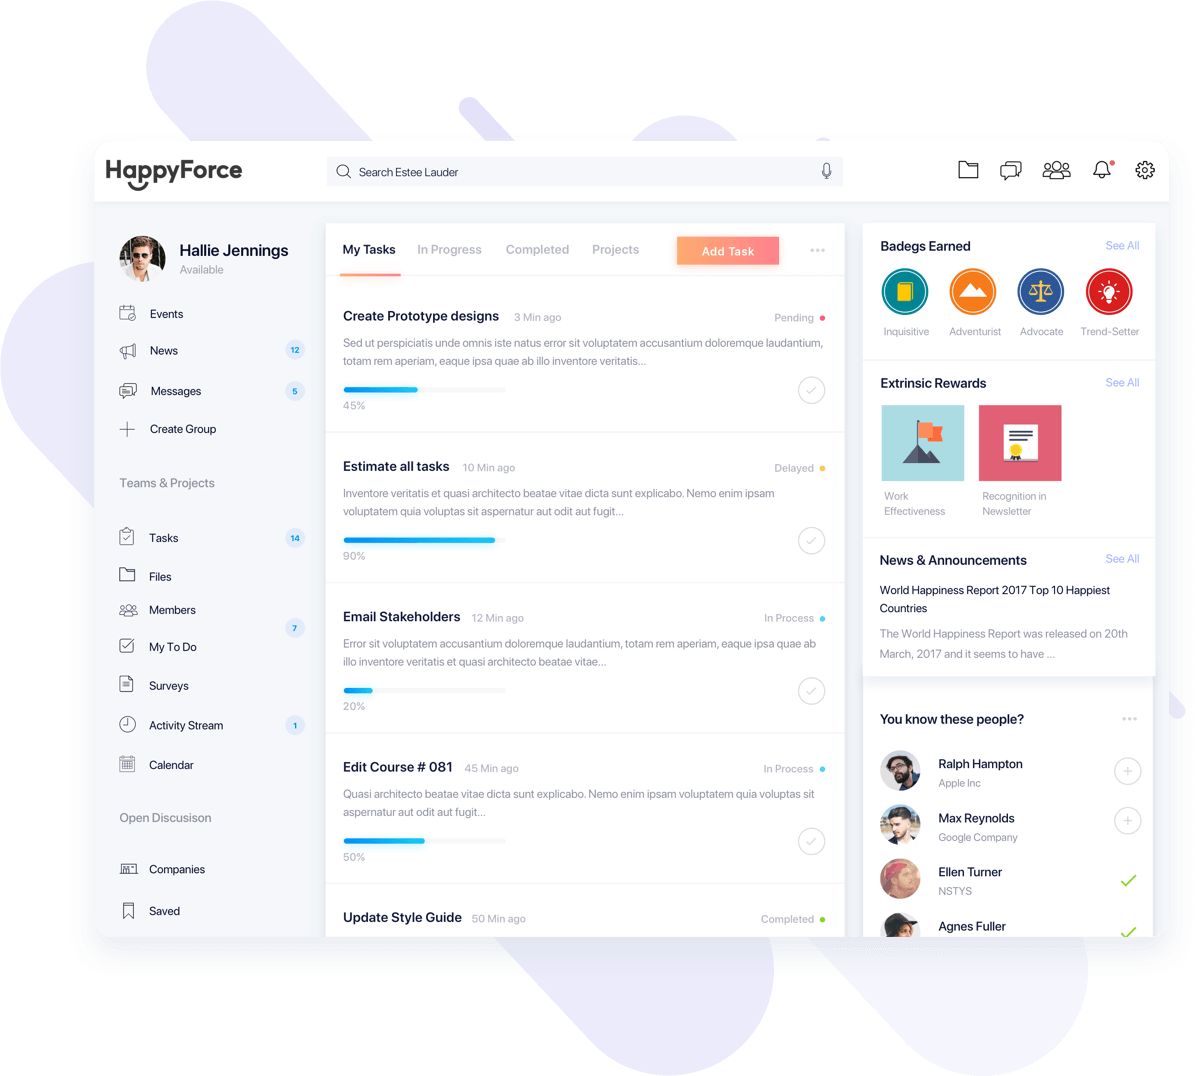 HappyForce
Search Estee Lauder
Hallie Jennings
Available
Events
News 12
Messages 5
Create Group
Teams & Projects
Tasks 14
Files
Members
7
My To Do
Surveys
Activity Stream 1
Calendar
Open Discusison
Companies
Saved
My Tasks In Progress Completed Projects Add Task
Create Prototype designs 3 Min ago Pending
Sed ut perspiciatis unde omnis iste natus error sit voluptatem accusantium doloremque laudantium,
totam rem aperiam, eaque ipsa quae ab illo inventore veritatis...
45%
Estimate all tasks 10 Min ago Delayed
Inventore veritatis et quasi architecto beatae vitae dicta sunt explicabo. Nemo enim ipsam
voluptatem quia voluptas sit aspernatur aut odit aut fugit...
90%
Email Stakeholders 12 Min ago In Process
Error sit voluptatem accusantium doloremque laudantium, totam rem aperiam, eaque ipsa quae ab
illo inventore veritatis et quasi architecto beatae vitae...
20%
Edit Course # 081 45 Min ago In Process
Quasi architecto beatae vitae dicta sunt explicabo. Nemo enim ipsam voluptatem quia voluptas sit
aspernatur aut odit aut fugit...
50%
Update Style Guide 50 Min ago Completed
Badegs Earned See All
Inquisitive Adventurist Advocate Trend-Setter
Extrinsic Rewards See All
Work
Effectiveness
Recognition in
Newsletter
News & Announcements See All
World Happiness Report 2017 Top 10 Happiest
Countries
The World Happiness Report was released on 20th
March, 2017 and it seems to have ...
You know these people?
Ralph Hampton
Apple Inc
Max Reynolds
Google Company
Ellen Turner
NSTYS
Agnes Fuller